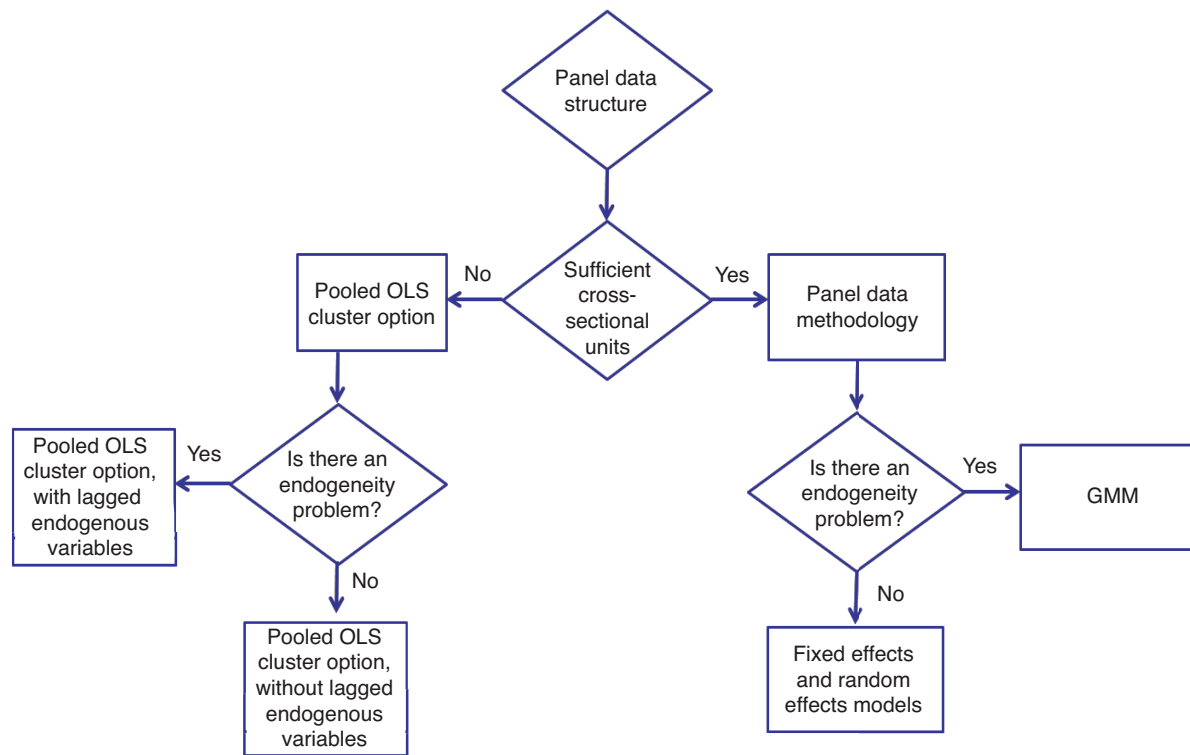 Panel data
structure
No
Sufficient
cross-
sectional
units
Yes
Pooled OLS
cluster option
Panel data
methodology
Pooled OLS
cluster option,
with lagged
endogenous
variables
Yes
Is there an
endogeneity
problem?
No
Pooled OLS
cluster option,
without lagged
endogenous
variables
Is there an
endogeneity
problem?
Yes
GMM
No
Fixed effects
and random
effects models